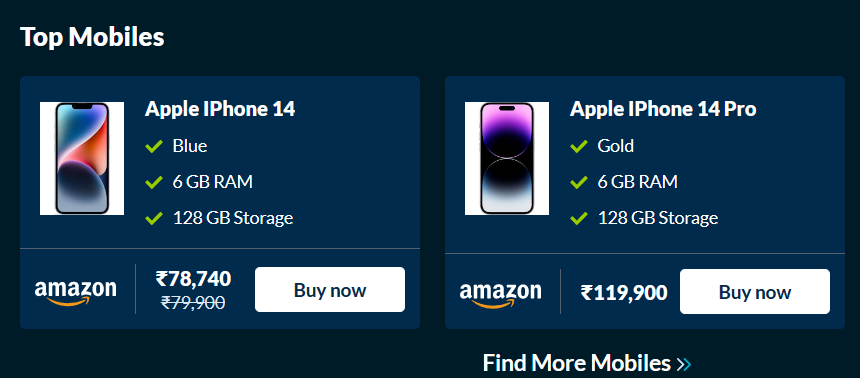 Top Mobiles
Apple IPhone 14
Blue
6 GB RAM
128 GB Storage
amazon
₹78,740
₹79,900
Buy now
Apple IPhone 14 Pro
Gold
6 GB RAM
128 GB Storage
amazon
₹119,900
Buy now
Find More Mobiles